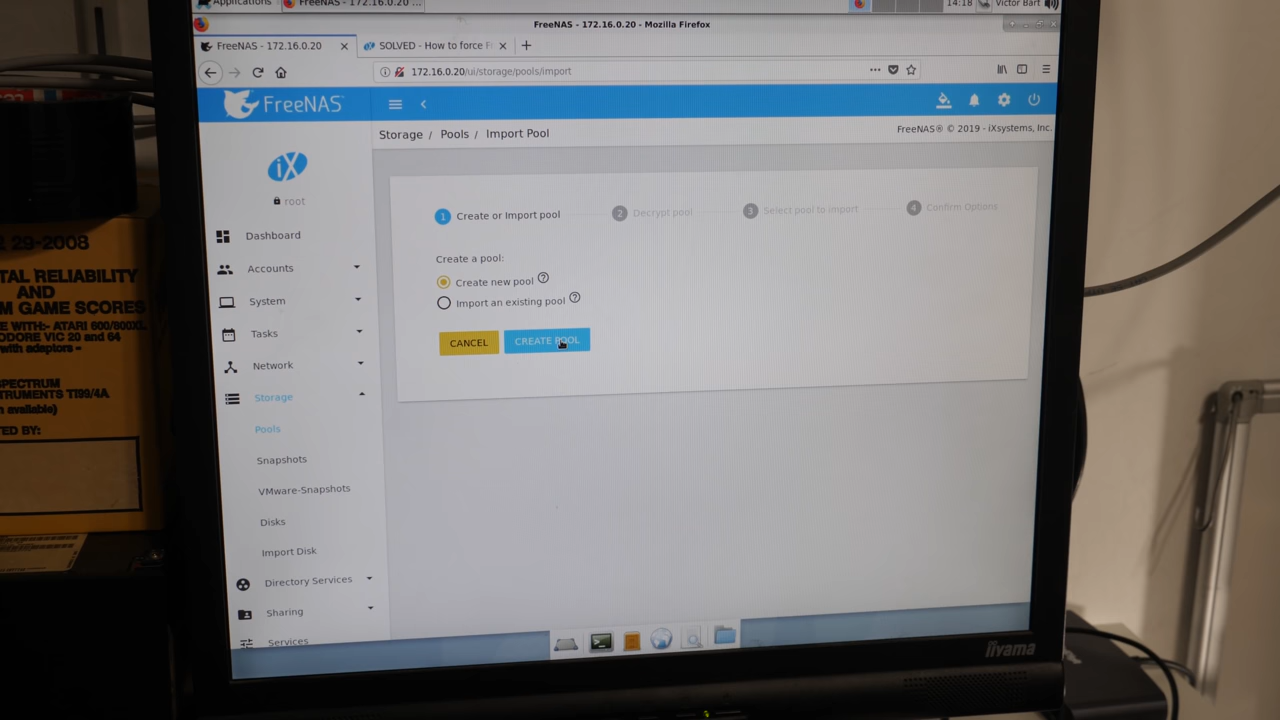 Applications
FreeNAS - 172.16.0.20 ...
14:18
Victor Bart
FreeNAS - 172.16.0.20 - Mozilla Firefox
FreeNAS - 172.16.0.20
SOLVED - How to force F
172.16.0.20/ui/storage/pools/import
FreeNAS
Storage / Pools / Import Pool
FreeNAS® © 2019 - iXsystems, Inc.
iX
root
1 Create or Import pool
2 Decrypt pool
3 Select pool to import
4 Confirm Options
Create a pool:
Create new pool
Import an existing pool
CANCEL
CREATE POOL
Dashboard
Accounts
System
Tasks
Network
Storage
Pools
Snapshots
VMware-Snapshots
Disks
Import Disk
Directory Services
Sharing
Services
iiyama
29-2008
TAL RELIABILITY
AND
M GAME SCORES
E WITH:- ATARI 600/800XL
ODORE VIC 20 and 64
with adaptors -
SPECTRUM
TRUMENTS TI99/4A
available)
TED BY: